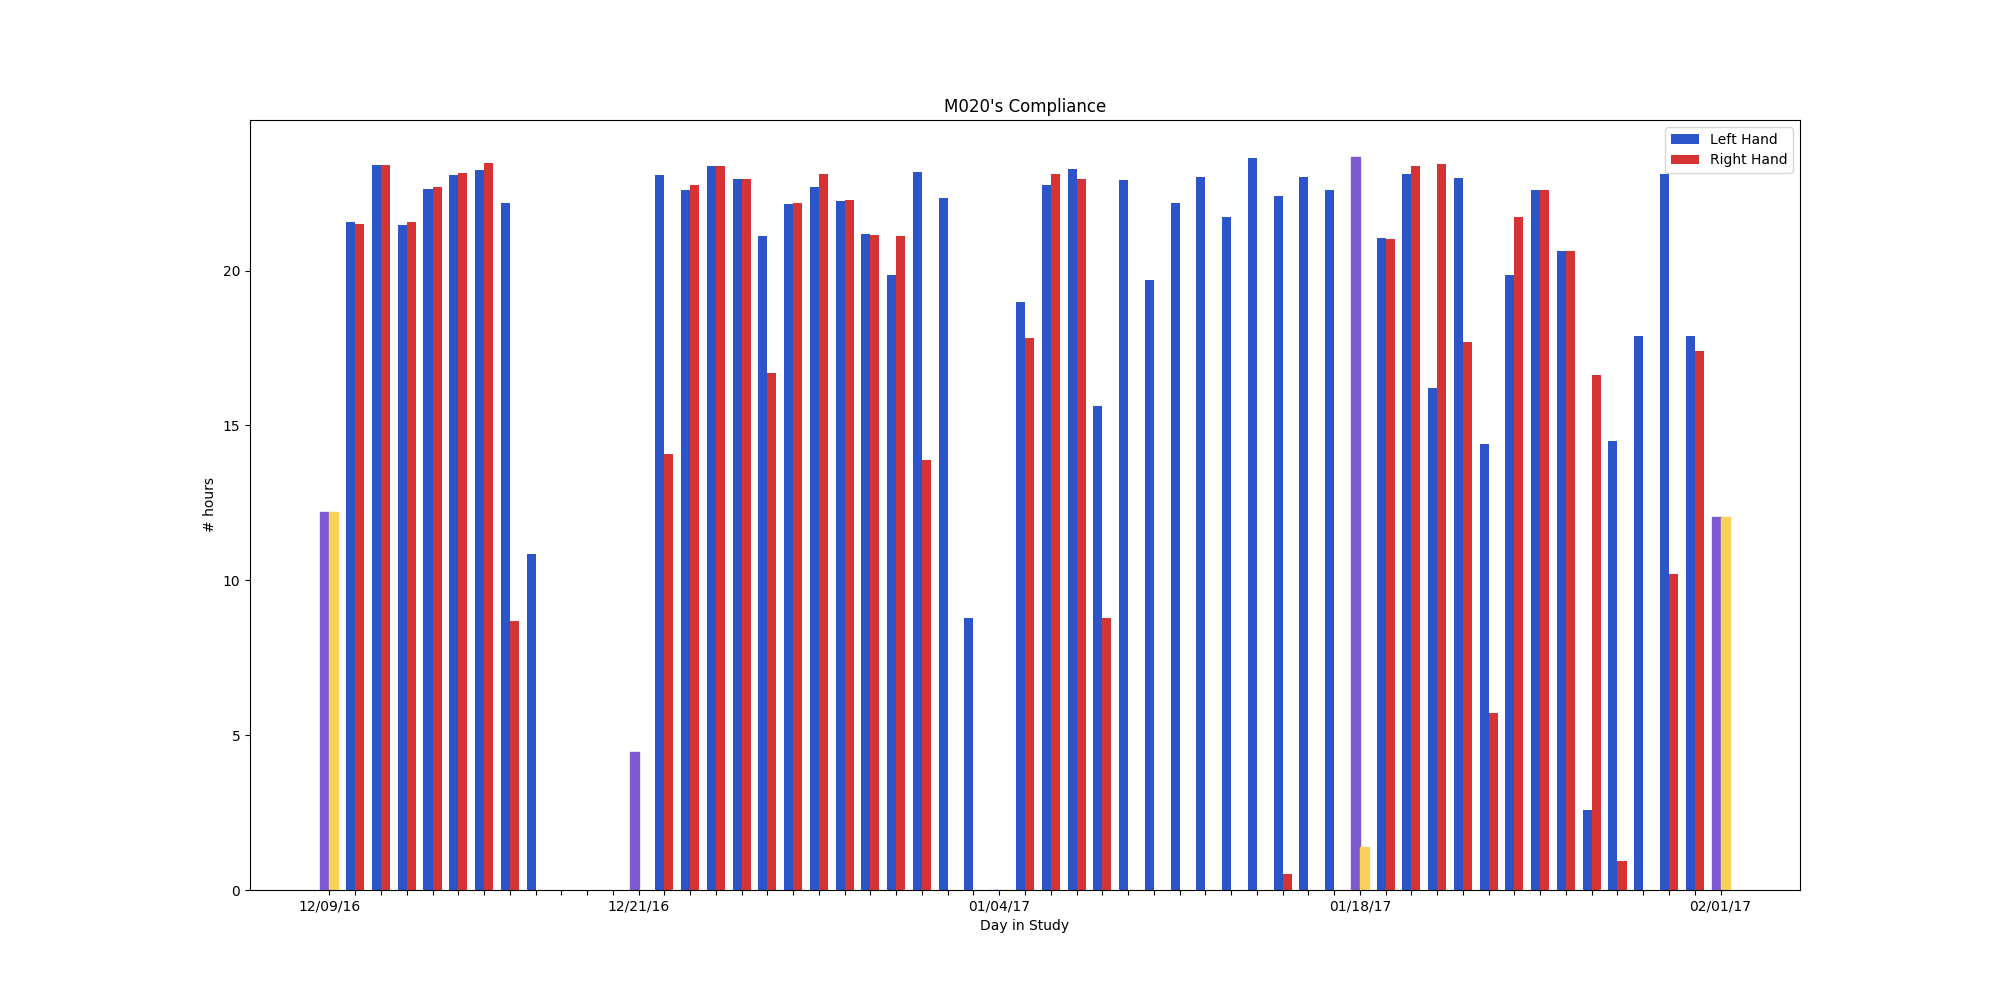 M020's Compliance
Left Hand
Right Hand
# hours
20
15
10
5
0
12/09/16
12/21/16
01/04/17
01/18/17
02/01/17
Day in Study